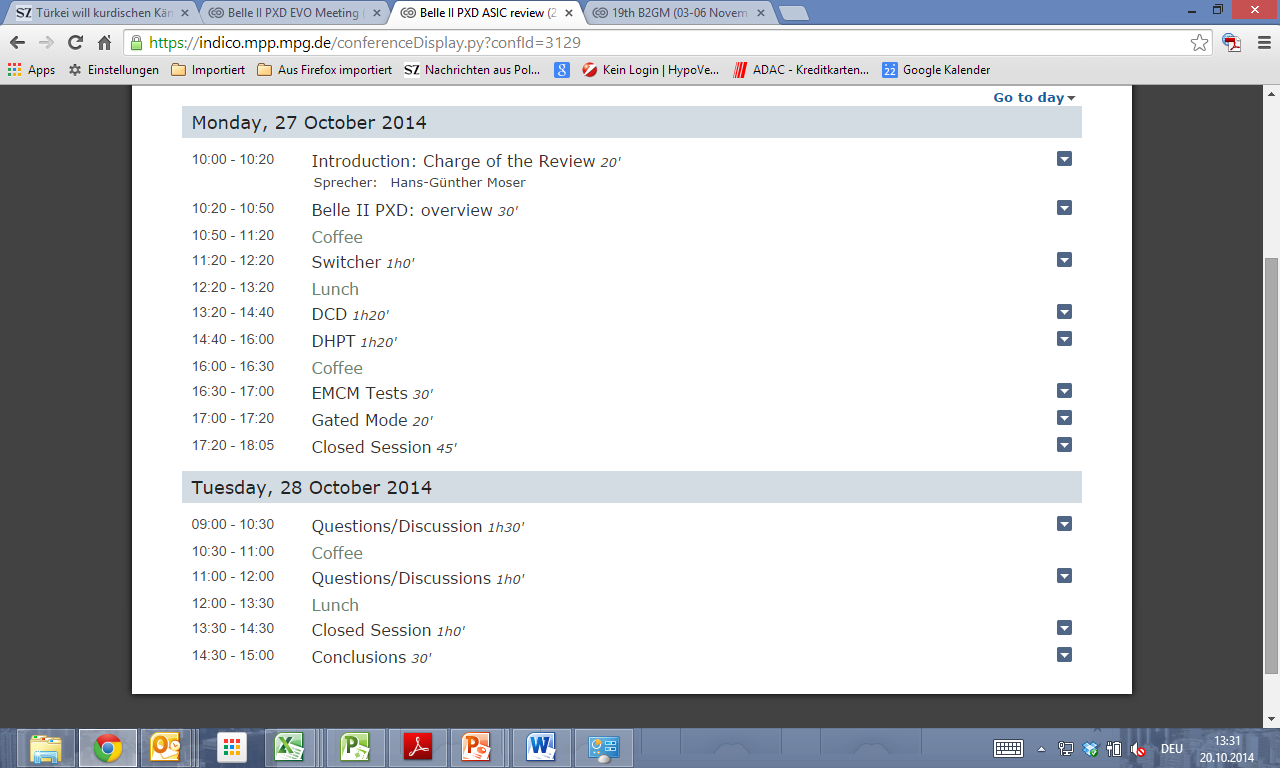 SZ Türkei will kurdischen Kän × Belle II PXD EVO Meeting ( × Belle II PXD ASIC review (2 × 19th B2GM (03-06 Novem ×
https://indico.mpp.mpg.de/conferenceDisplay.py?confId=3129
Apps Einstellungen Importiert Aus Firefox importiert SZ Nachrichten aus Pol... 8 Kein Login | HypoVe... ADAC - Kreditkarten... 22 Google Kalender
Go to day
Monday, 27 October 2014
10:00 - 10:20 Introduction: Charge of the Review 20'
Sprecher: Hans-Günther Moser
10:20 - 10:50 Belle II PXD: overview 30'
10:50 - 11:20 Coffee
11:20 - 12:20 Switcher 1h0'
12:20 - 13:20 Lunch
13:20 - 14:40 DCD 1h20'
14:40 - 16:00 DHPT 1h20'
16:00 - 16:30 Coffee
16:30 - 17:00 EMCM Tests 30'
17:00 - 17:20 Gated Mode 20'
17:20 - 18:05 Closed Session 45'
Tuesday, 28 October 2014
09:00 - 10:30 Questions/Discussion 1h30'
10:30 - 11:00 Coffee
11:00 - 12:00 Questions/Discussions 1h0'
12:00 - 13:30 Lunch
13:30 - 14:30 Closed Session 1h0'
14:30 - 15:00 Conclusions 30'
DEU 13:31
20.10.2014